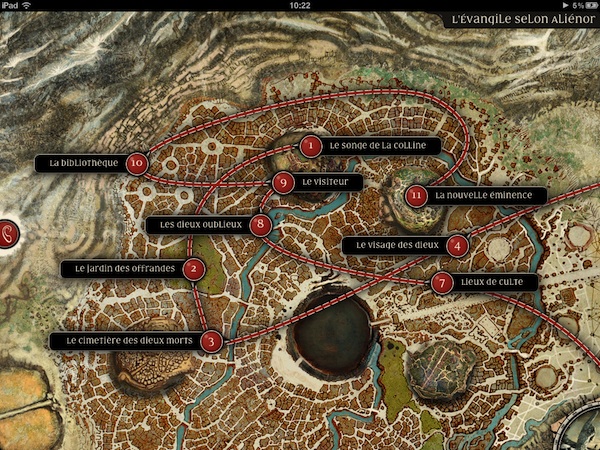 iPad
10:22
5%
L'Évangile selon Aliénor
1 Le songe de la colline
La bibliothèque 10
9 Le visiteur
11 La nouvelle éminence
Les dieux oublieux 8
Le visage des dieux 4
Le jardin des offrandes 2
7 Lieux de culte
Le cimetière des dieux morts 3